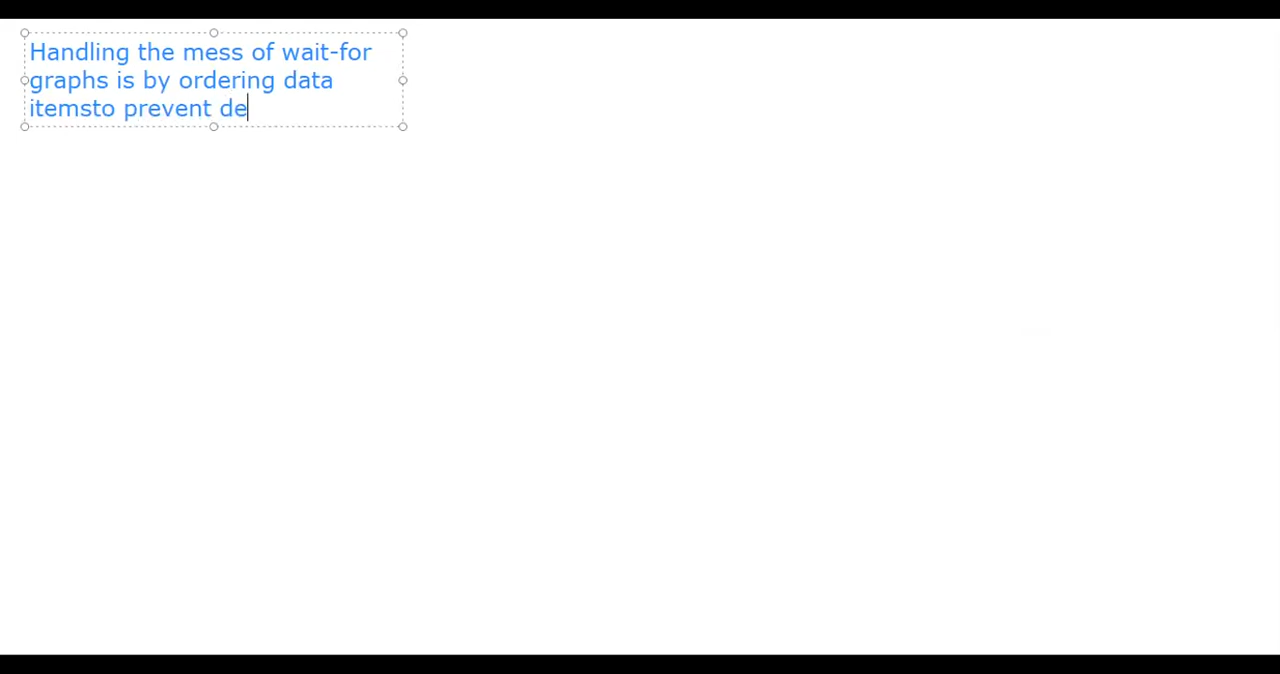 Handling the mess of wait-for
graphs is by ordering data
itemsto prevent de